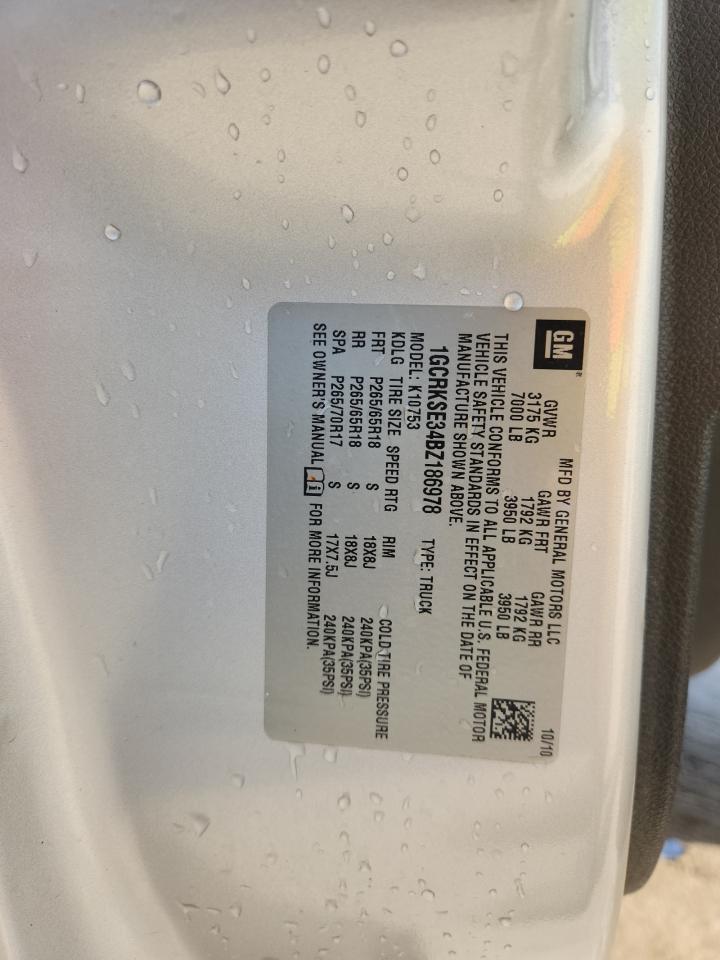 GM®
MFD BY GENERAL MOTORS LLC 10/10
GVWR GAWR FRT GAWR RR
3175 KG 1792 KG 1792 KG
7000 LB 3950 LB 3950 LB
THIS VEHICLE CONFORMS TO ALL APPLICABLE U.S. FEDERAL MOTOR
VEHICLE SAFETY STANDARDS IN EFFECT ON THE DATE OF
MANUFACTURE SHOWN ABOVE.
1GCRKSE34BZ186978 TYPE: TRUCK
MODEL: K10753
KDLG TIRE SIZE SPEED RTG RIM COLD TIRE PRESSURE
FRT P265/65R18 S 18X8J 240KPA(35PSI)
RR P265/65R18 S 18X8J 240KPA(35PSI)
SPA P265/70R17 S 17X7.5J 240KPA(35PSI)
SEE OWNER'S MANUAL i FOR MORE INFORMATION.